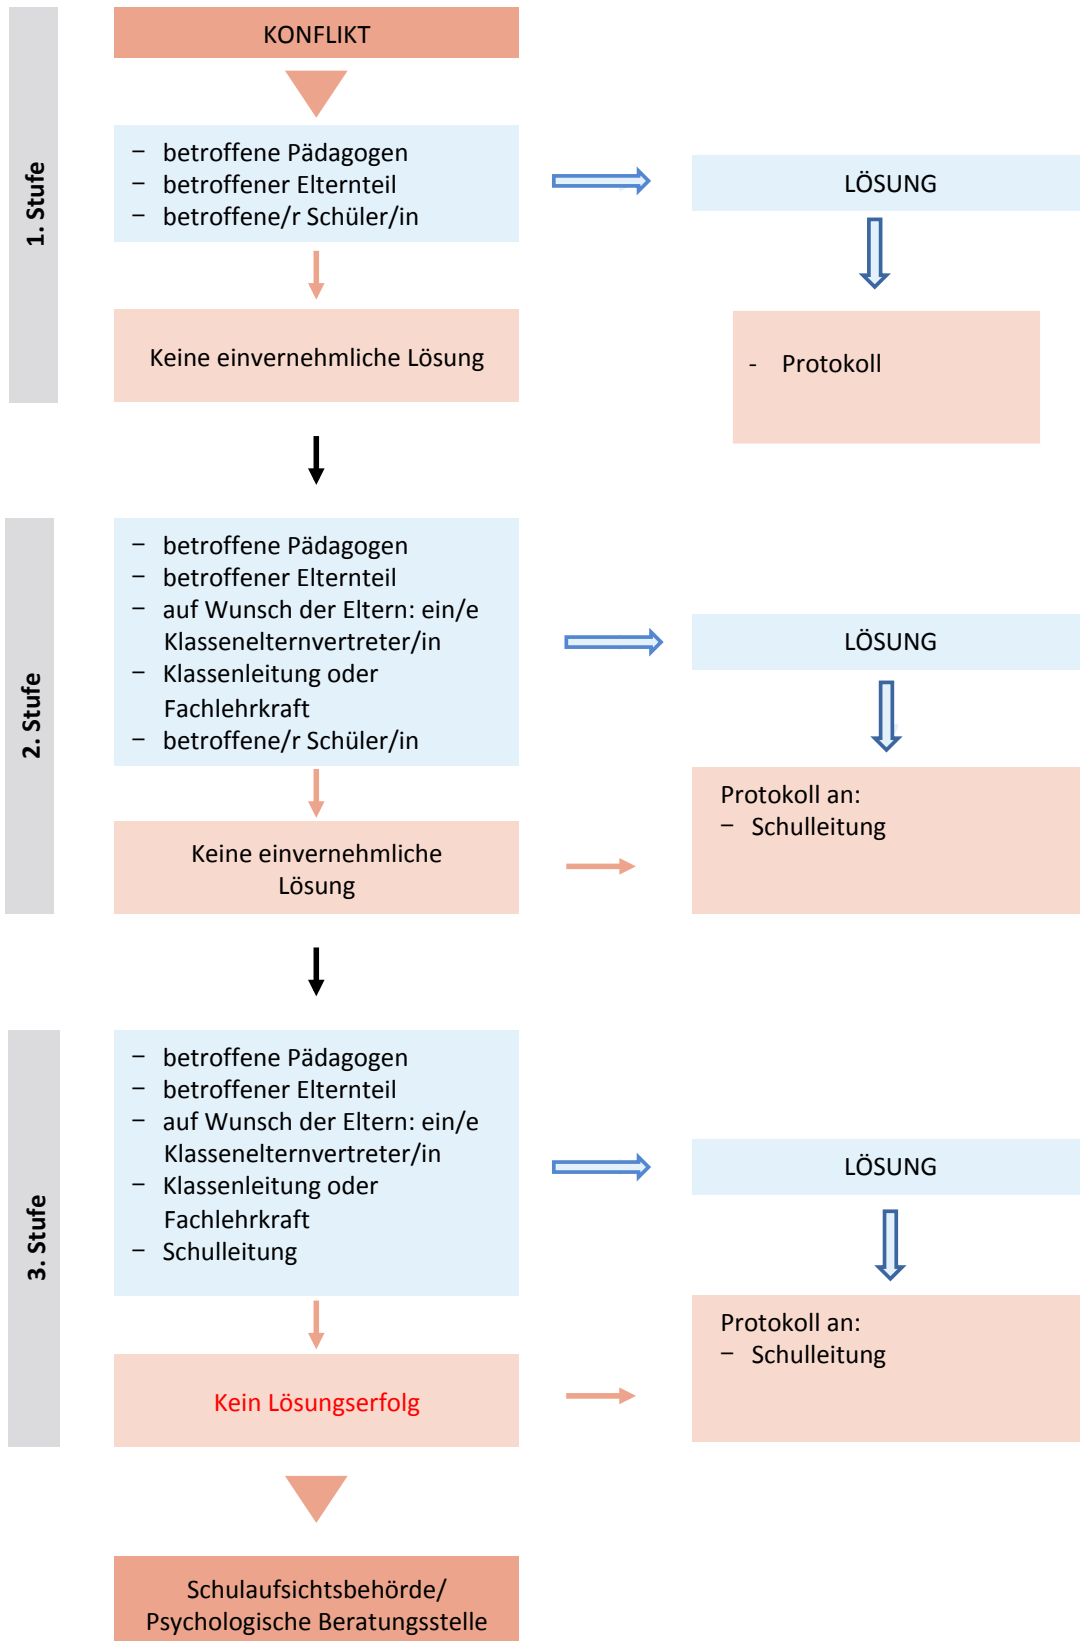 1. Stufe
KONFLIKT
– betroffene Pädagogen
– betroffener Elternteil
– betroffene/r Schüler/in
LÖSUNG
Keine einvernehmliche Lösung
- Protokoll
2. Stufe
– betroffene Pädagogen
– betroffener Elternteil
– auf Wunsch der Eltern: ein/e
Klassenelternvertreter/in
– Klassenleitung oder
Fachlehrkraft
– betroffene/r Schüler/in
LÖSUNG
Keine einvernehmliche
Lösung
Protokoll an:
– Schulleitung
3. Stufe
– betroffene Pädagogen
– betroffener Elternteil
– auf Wunsch der Eltern: ein/e
Klassenelternvertreter/in
– Klassenleitung oder
Fachlehrkraft
– Schulleitung
LÖSUNG
Kein Lösungserfolg
Protokoll an:
– Schulleitung
Schulaufsichtsbehörde/
Psychologische Beratungsstelle